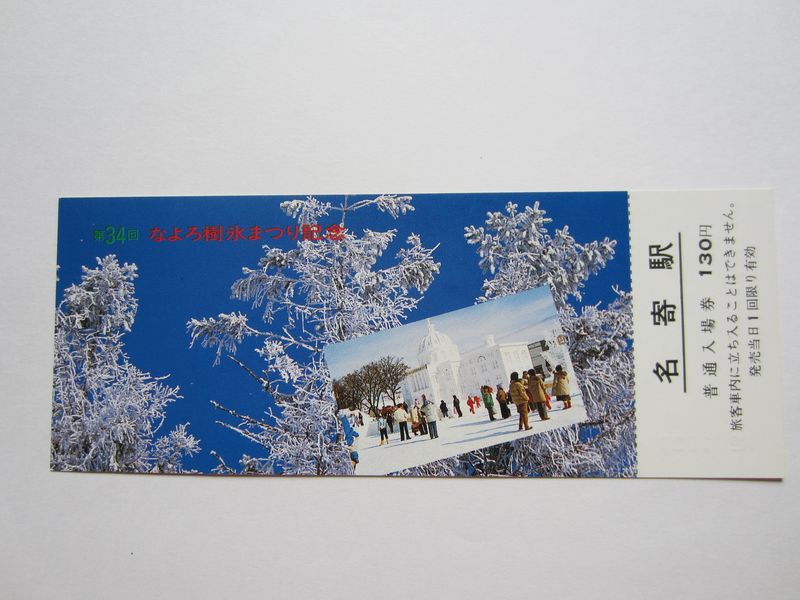 第34回 なよろ樹氷まつり記念
名寄駅
普通入場券 130円
旅客車内に立ち入ることはできません。
発売当日1回限り有効